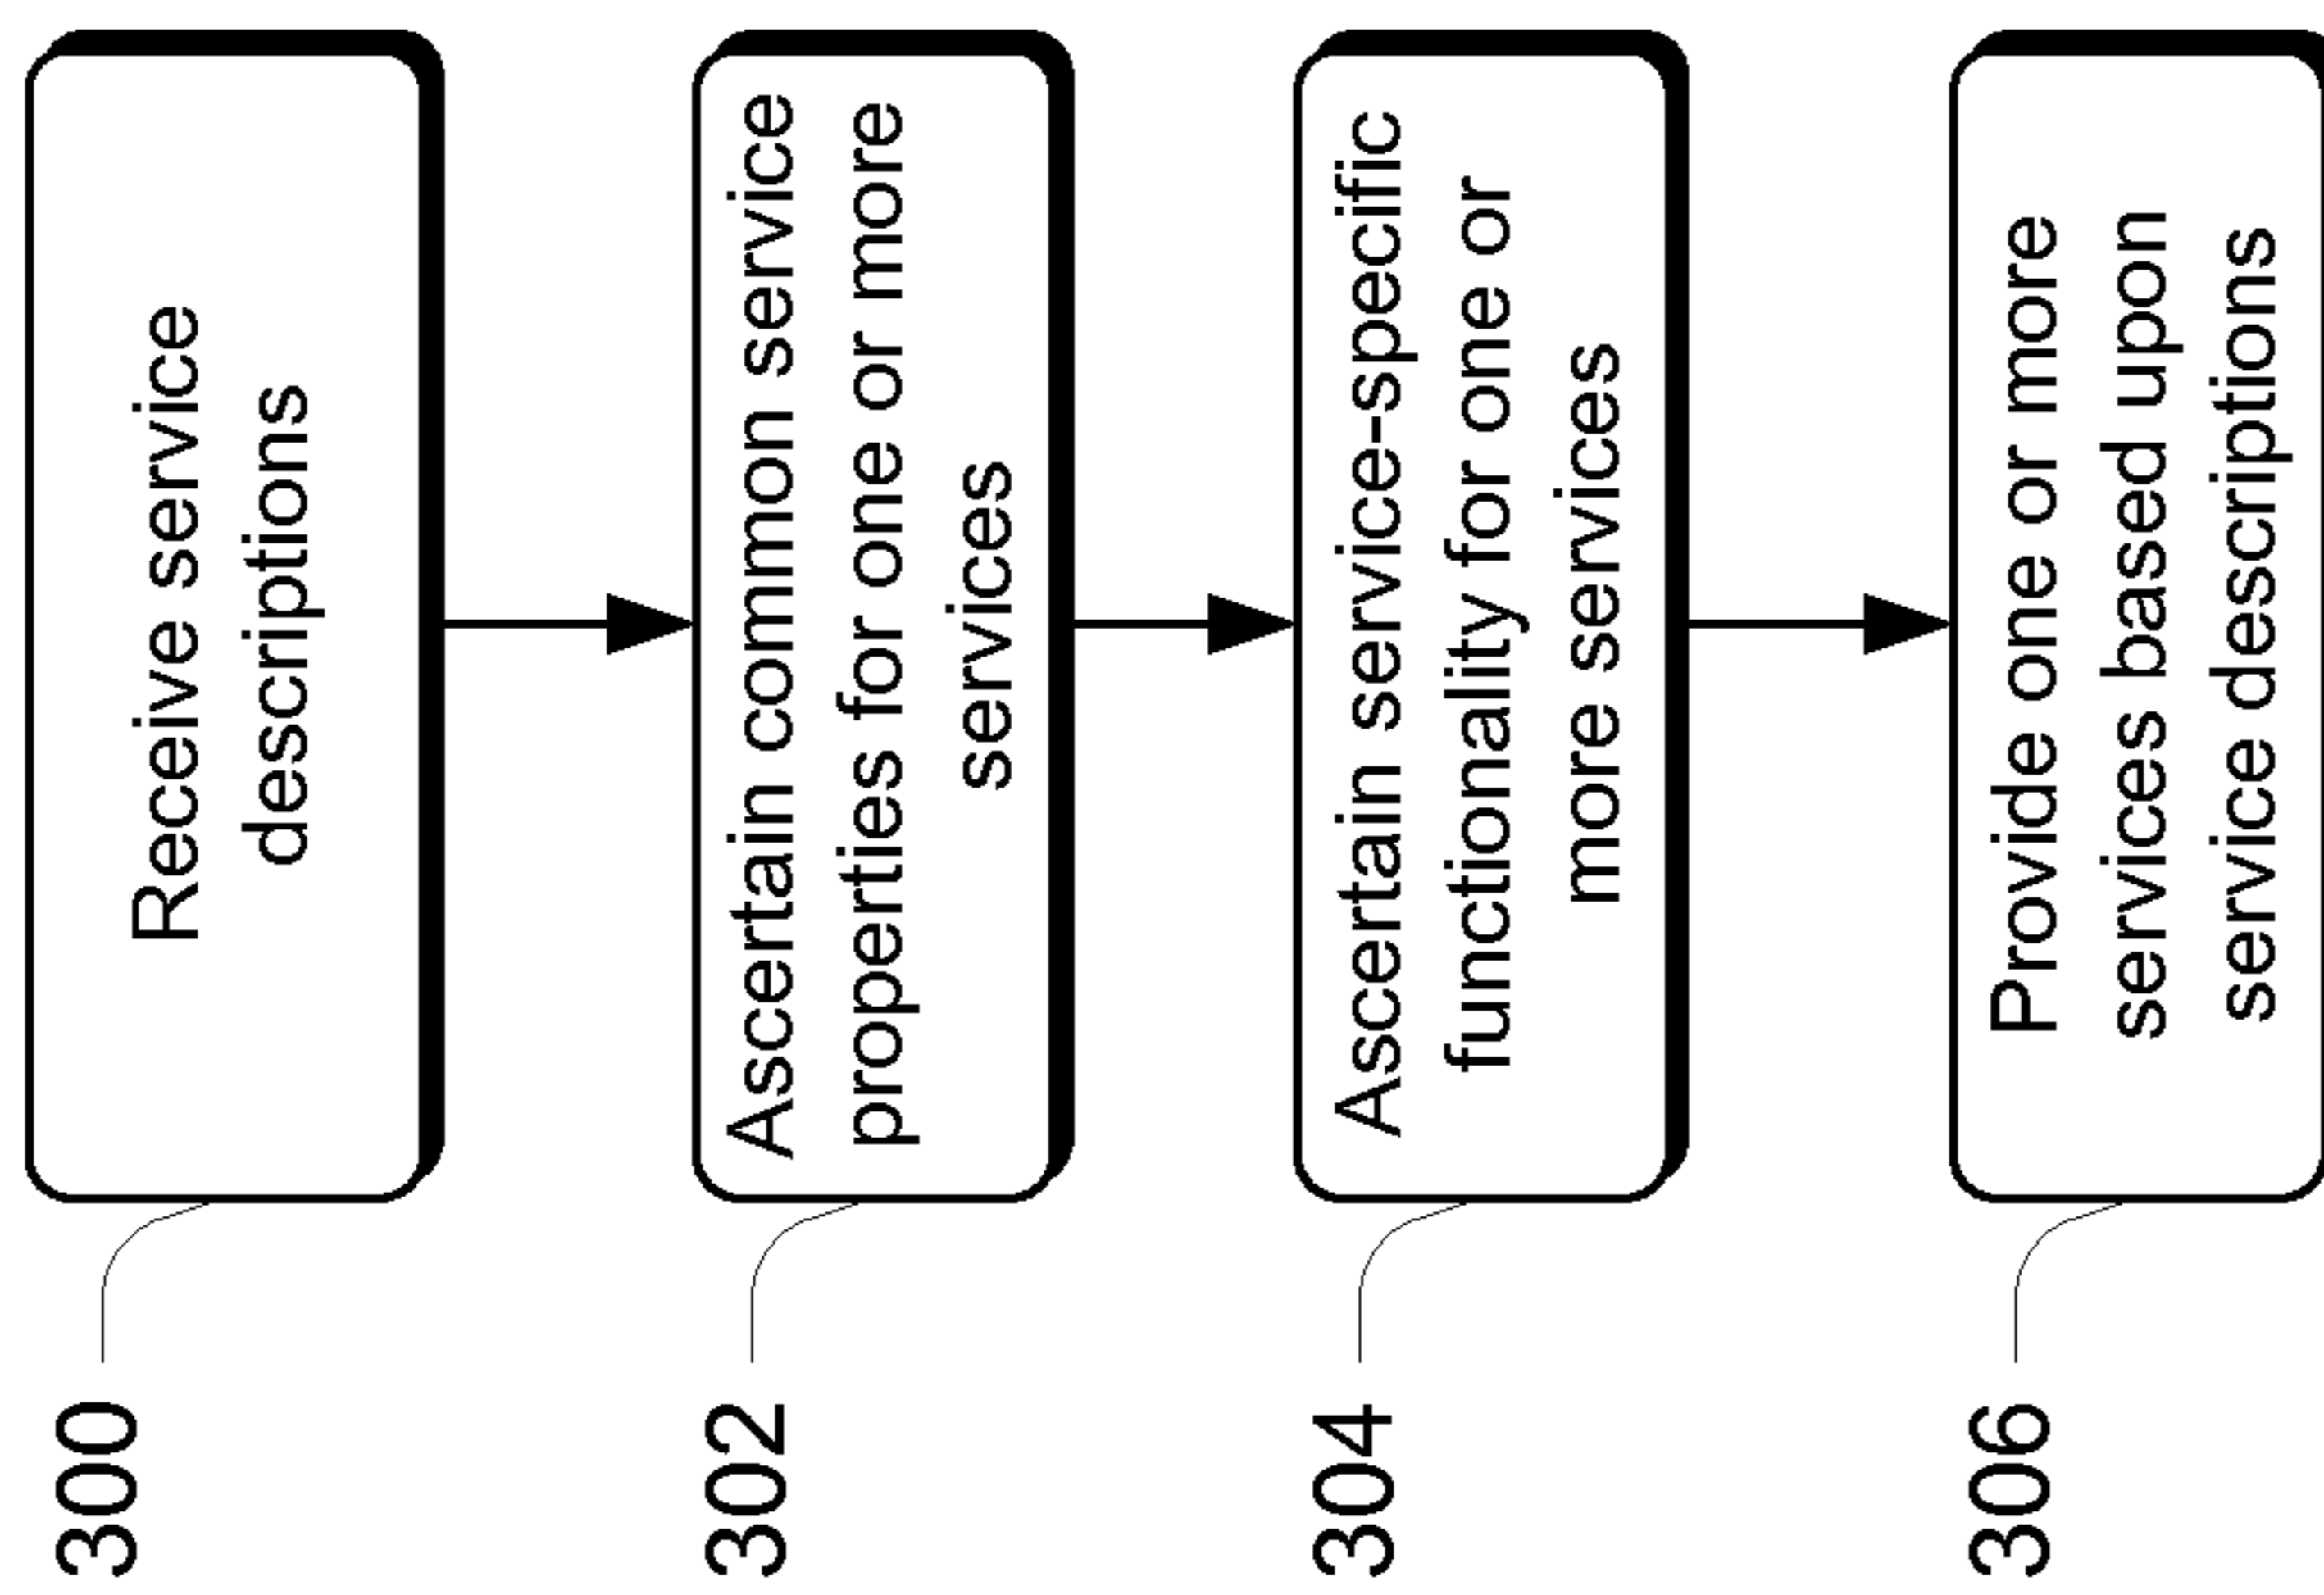 300
Receive service
descriptions
302
Ascertain common service
properties for one or more
services
304
Ascertain service-specific
functionality for one or
more services
306
Provide one or more
services based upon
service descriptions